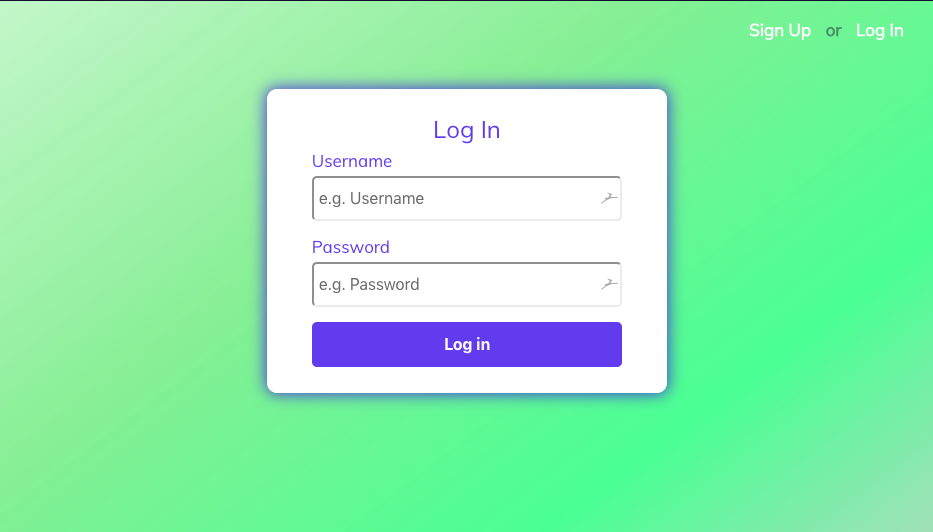 Sign Up or Log In
Log In
Username
e.g. Username
Password
e.g. Password
Log in